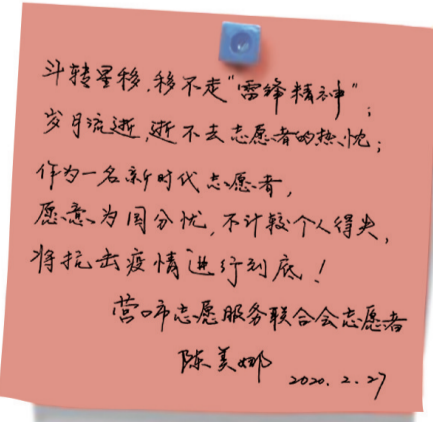 斗转星移,移不走“雷锋精神”;
岁月流逝,逝不去志愿者的热忱;
作为一名新时代志愿者,
愿意为国分忧,不计较个人得失,
将抗击疫情进行到底!
营口市志愿服务联合会志愿者
陈美娜
2020.2.27